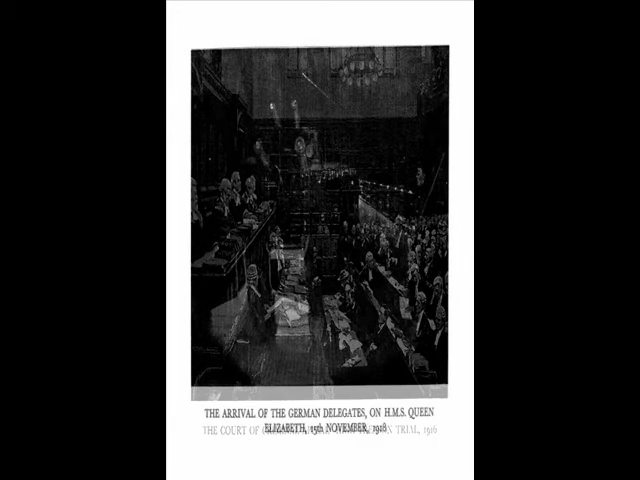 THE ARRIVAL OF THE GERMAN DELEGATES, ON H.M.S. QUEEN
ELIZABETH, 15th NOVEMBER, 1918
THE COURT OF TRIAL, 1916